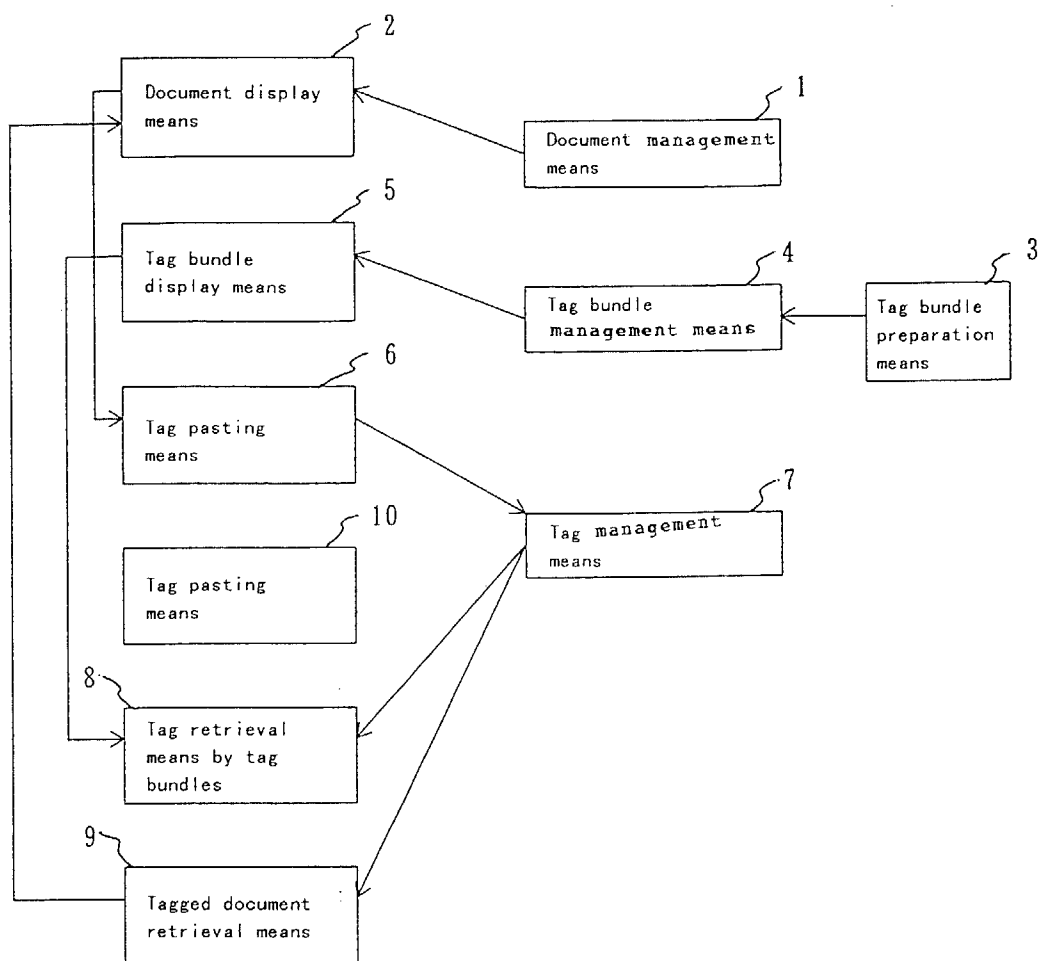 2
Document display
means
1
Document management
means
5
Tag bundle
display means
4
Tag bundle
management means
3
Tag bundle
preparation
means
6
Tag pasting
means
7
Tag management
means
10
Tag pasting
means
8
Tag retrieval
means by tag
bundles
9
Tagged document
retrieval means